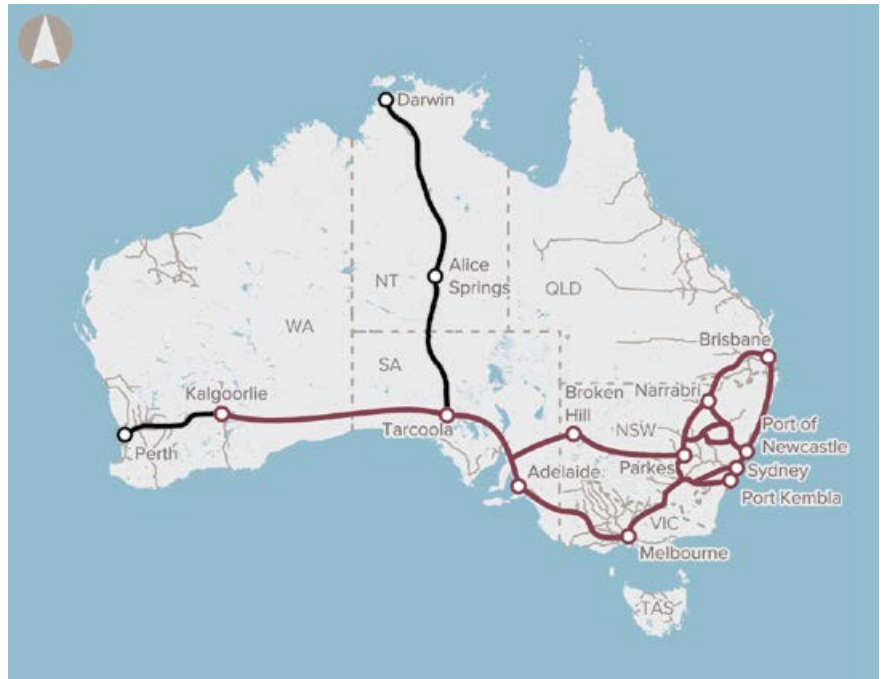 Darwin
Alice
Springs
NT
QLD
WA
Brisbane
SA
Kalgoorlie
Broken
Hill
Narrabri
Port of
Newcastle
NSW
Tarcoola
Perth
Adelaide
Parkes
Sydney
Port Kembla
VIC
Melbourne
TAS